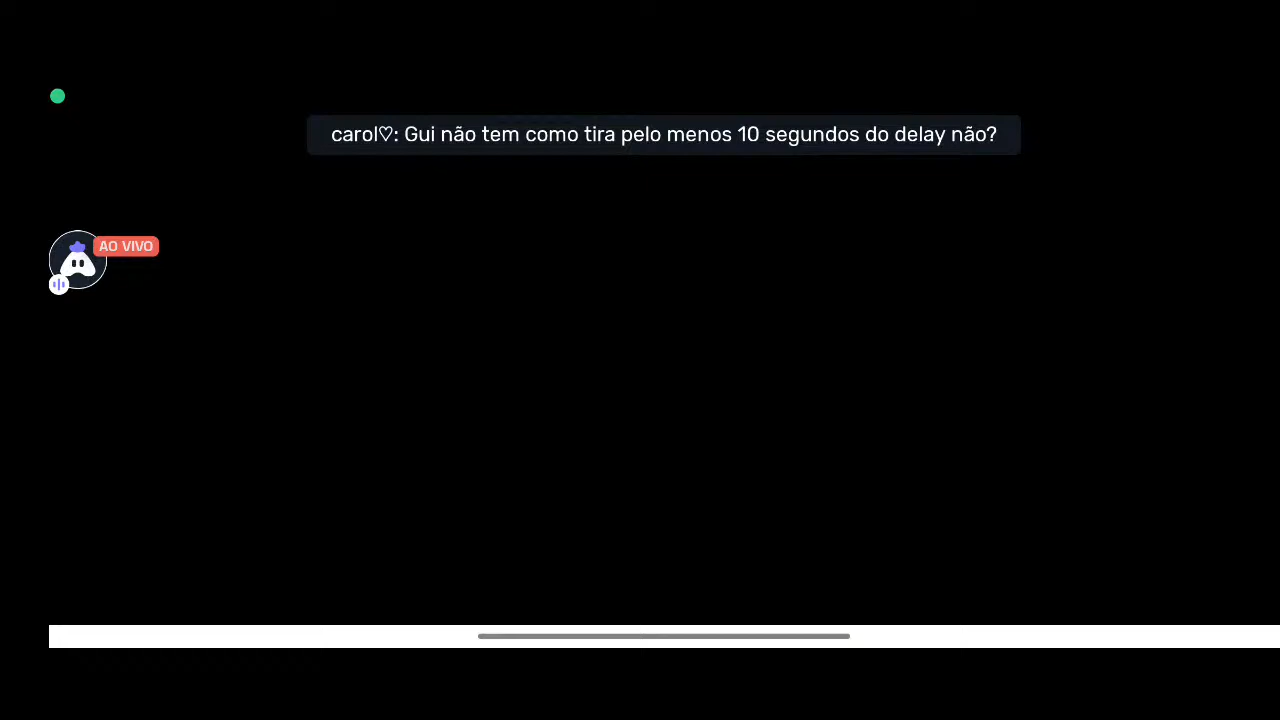 carol♡: Gui não tem como tira pelo menos 10 segundos do delay não?
AO VIVO